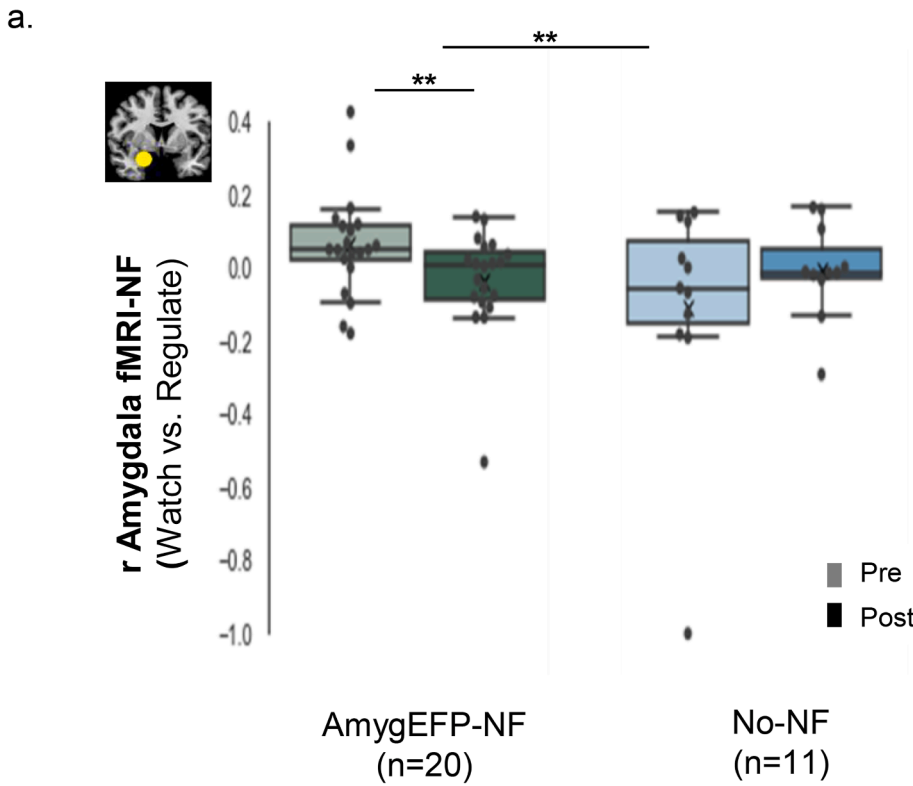 a.
**
**
0.4
0.2
0.0
−0.2
−0.4
−0.6
−0.8
−1.0
r Amygdala fMRI-NF
(Watch vs. Regulate)
Pre
Post
AmygEFP-NF
(n=20)
No-NF
(n=11)